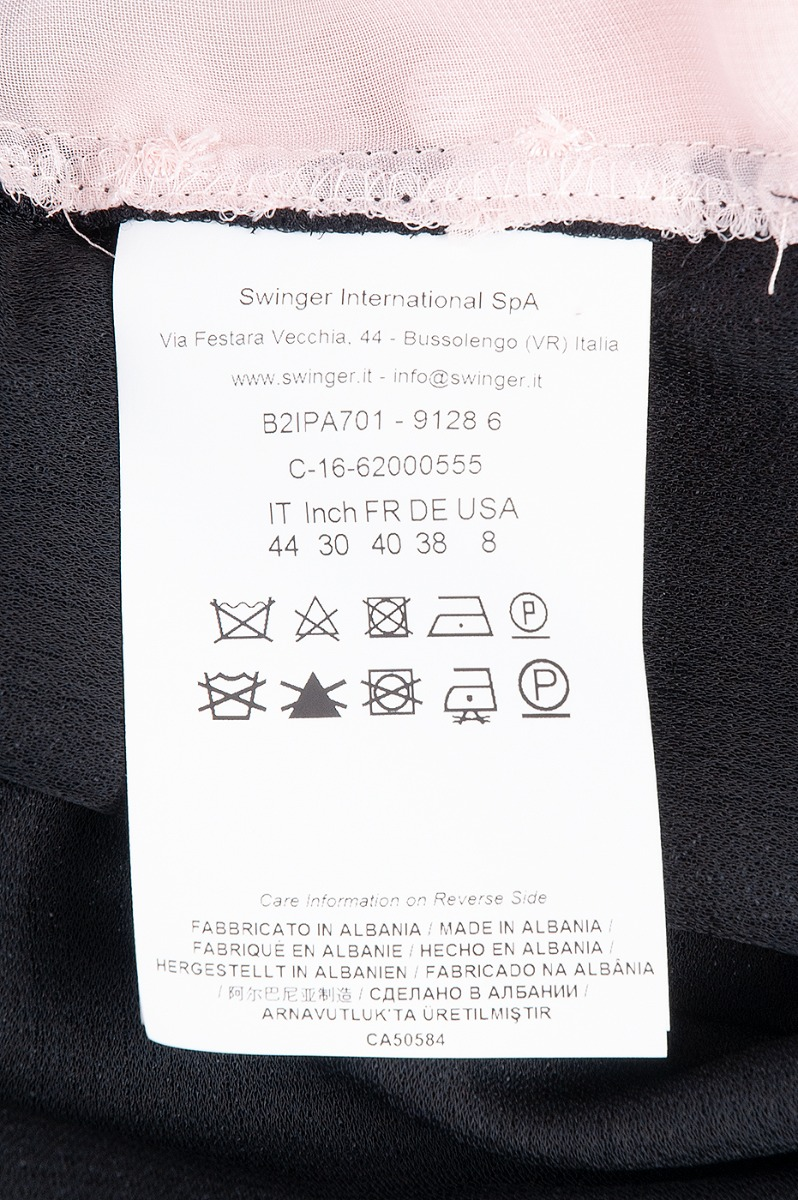 Swinger International SpA
Via Festara Vecchia, 44 - Bussolengo (VR) Italia
www.swinger.it - info@swinger.it
B2IPA701 - 9128 6
C-16-62000555
IT Inch FR DE USA
44 30 40 38 8
P
P
Care Information on Reverse Side
FABBRICATO IN ALBANIA / MADE IN ALBANIA /
FABRIQUÉ EN ALBANIE / HECHO EN ALBANIA /
HERGESTELLT IN ALBANIEN / FABRICADO NA ALBÂNIA
/ 阿尔巴尼亚制造 / СДЕЛАНО В АЛБАНИИ /
ARNAVUTLUK'TA ÜRETILMIŞTIR
CA50584